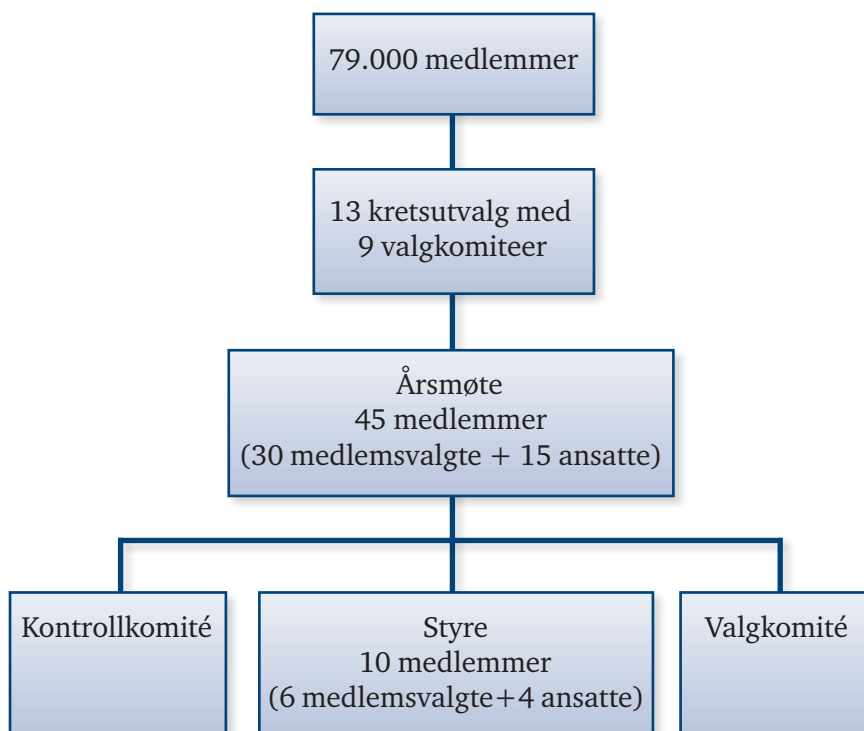 79.000 medlemmer
13 kretsutvalg med
9 valgkomiteer
Årsmøte
45 medlemmer
(30 medlemsvalgte + 15 ansatte)
Kontrollkomité
Styre
10 medlemmer
(6 medlemsvalgte+4 ansatte)
Valgkomité